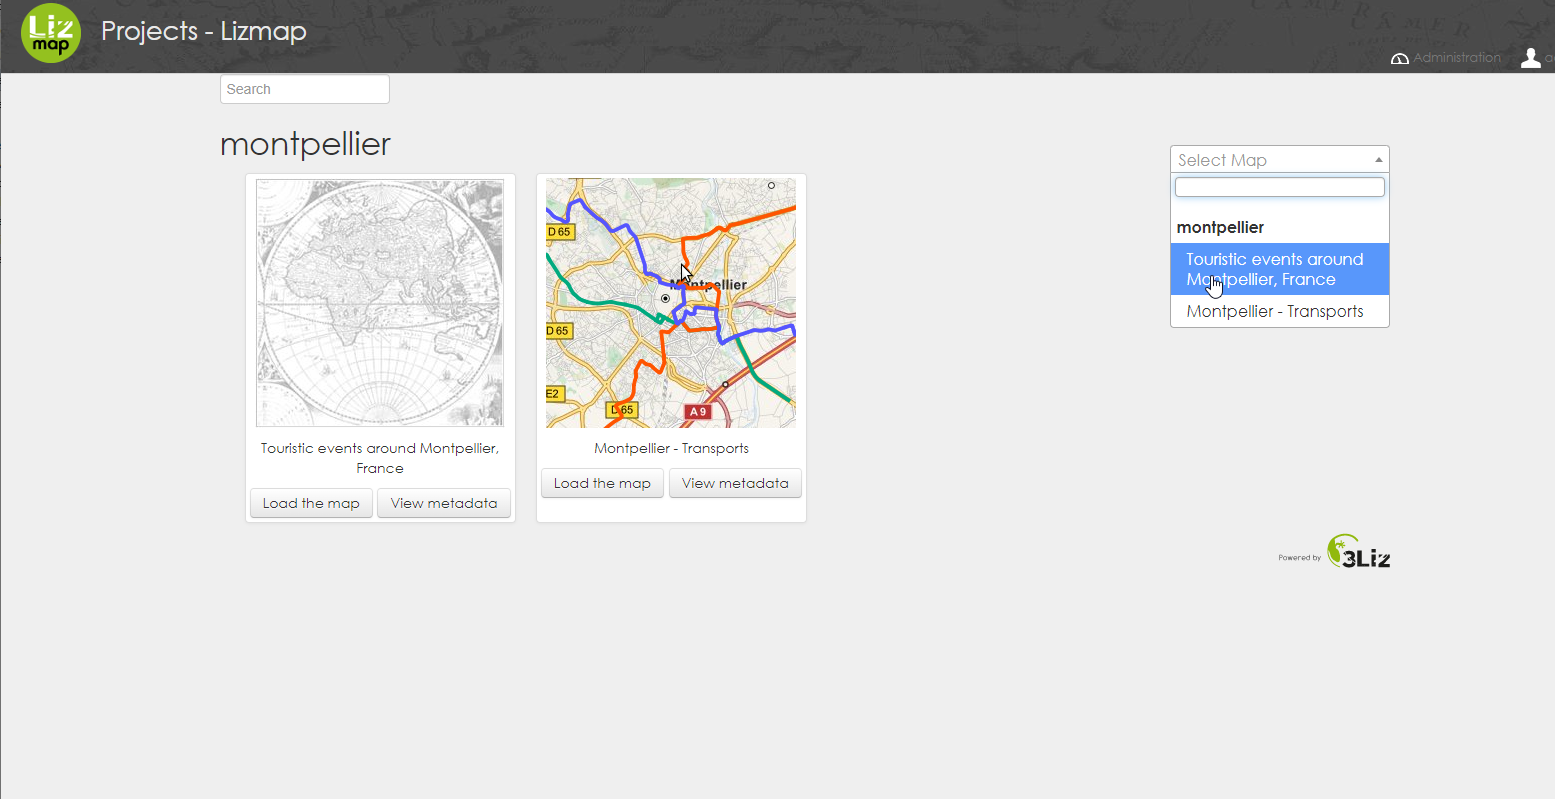 Liz
map
Projects - Lizmap
Administration
Search
montpellier
Select Map
montpellier
Touristic events around
Montpellier, France
Montpellier - Transports
D 65
Montpellier
D 65
E2
D 65
A 9
Touristic events around Montpellier,
France
Load the map
View metadata
Montpellier - Transports
Load the map
View metadata
Powered by
3Liz